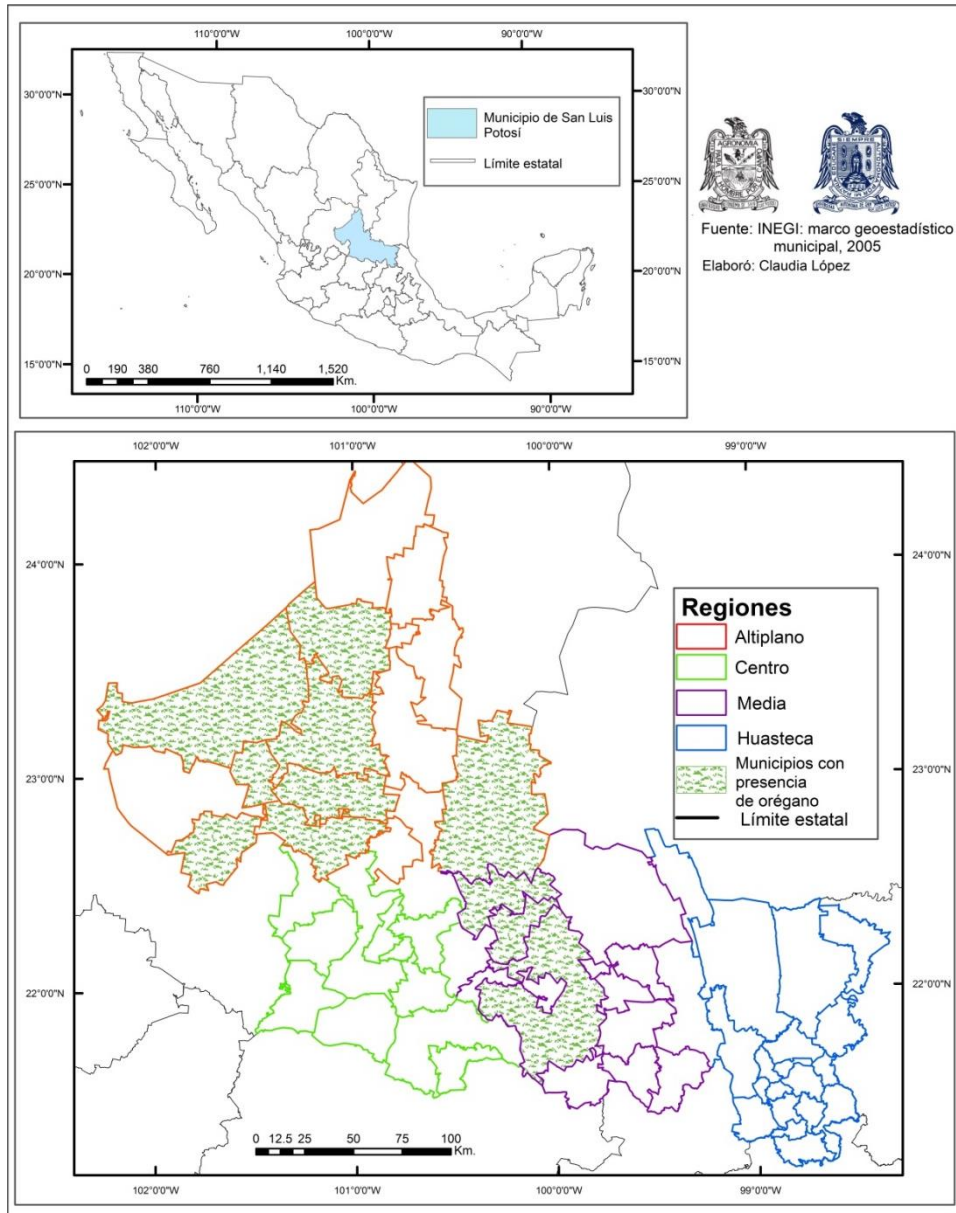 110°0'0"W
100°0'0"W
90°0'0"W
30°0'0"N
30°0'0"N
Municipio de San Luis
Potosí
Límite estatal
25°0'0"N
25°0'0"N
20°0'0"N
20°0'0"N
15°0'0"N
15°0'0"N
0 190 380 760 1,140 1,520
Km.
110°0'0"W
100°0'0"W
90°0'0"W
AGRONOMIA
SIEMPRE
Fuente: INEGI: marco geoestadístico
municipal, 2005
Elaboró: Claudia López
102°0'0"W
101°0'0"W
100°0'0"W
99°0'0"W
24°0'0"N
24°0'0"N
Regiones
Altiplano
Centro
Media
Huasteca
Municipios con
presencia
de orégano
Límite estatal
23°0'0"N
23°0'0"N
22°0'0"N
22°0'0"N
0 12.5 25 50 75 100
Km.
102°0'0"W
101°0'0"W
100°0'0"W
99°0'0"W